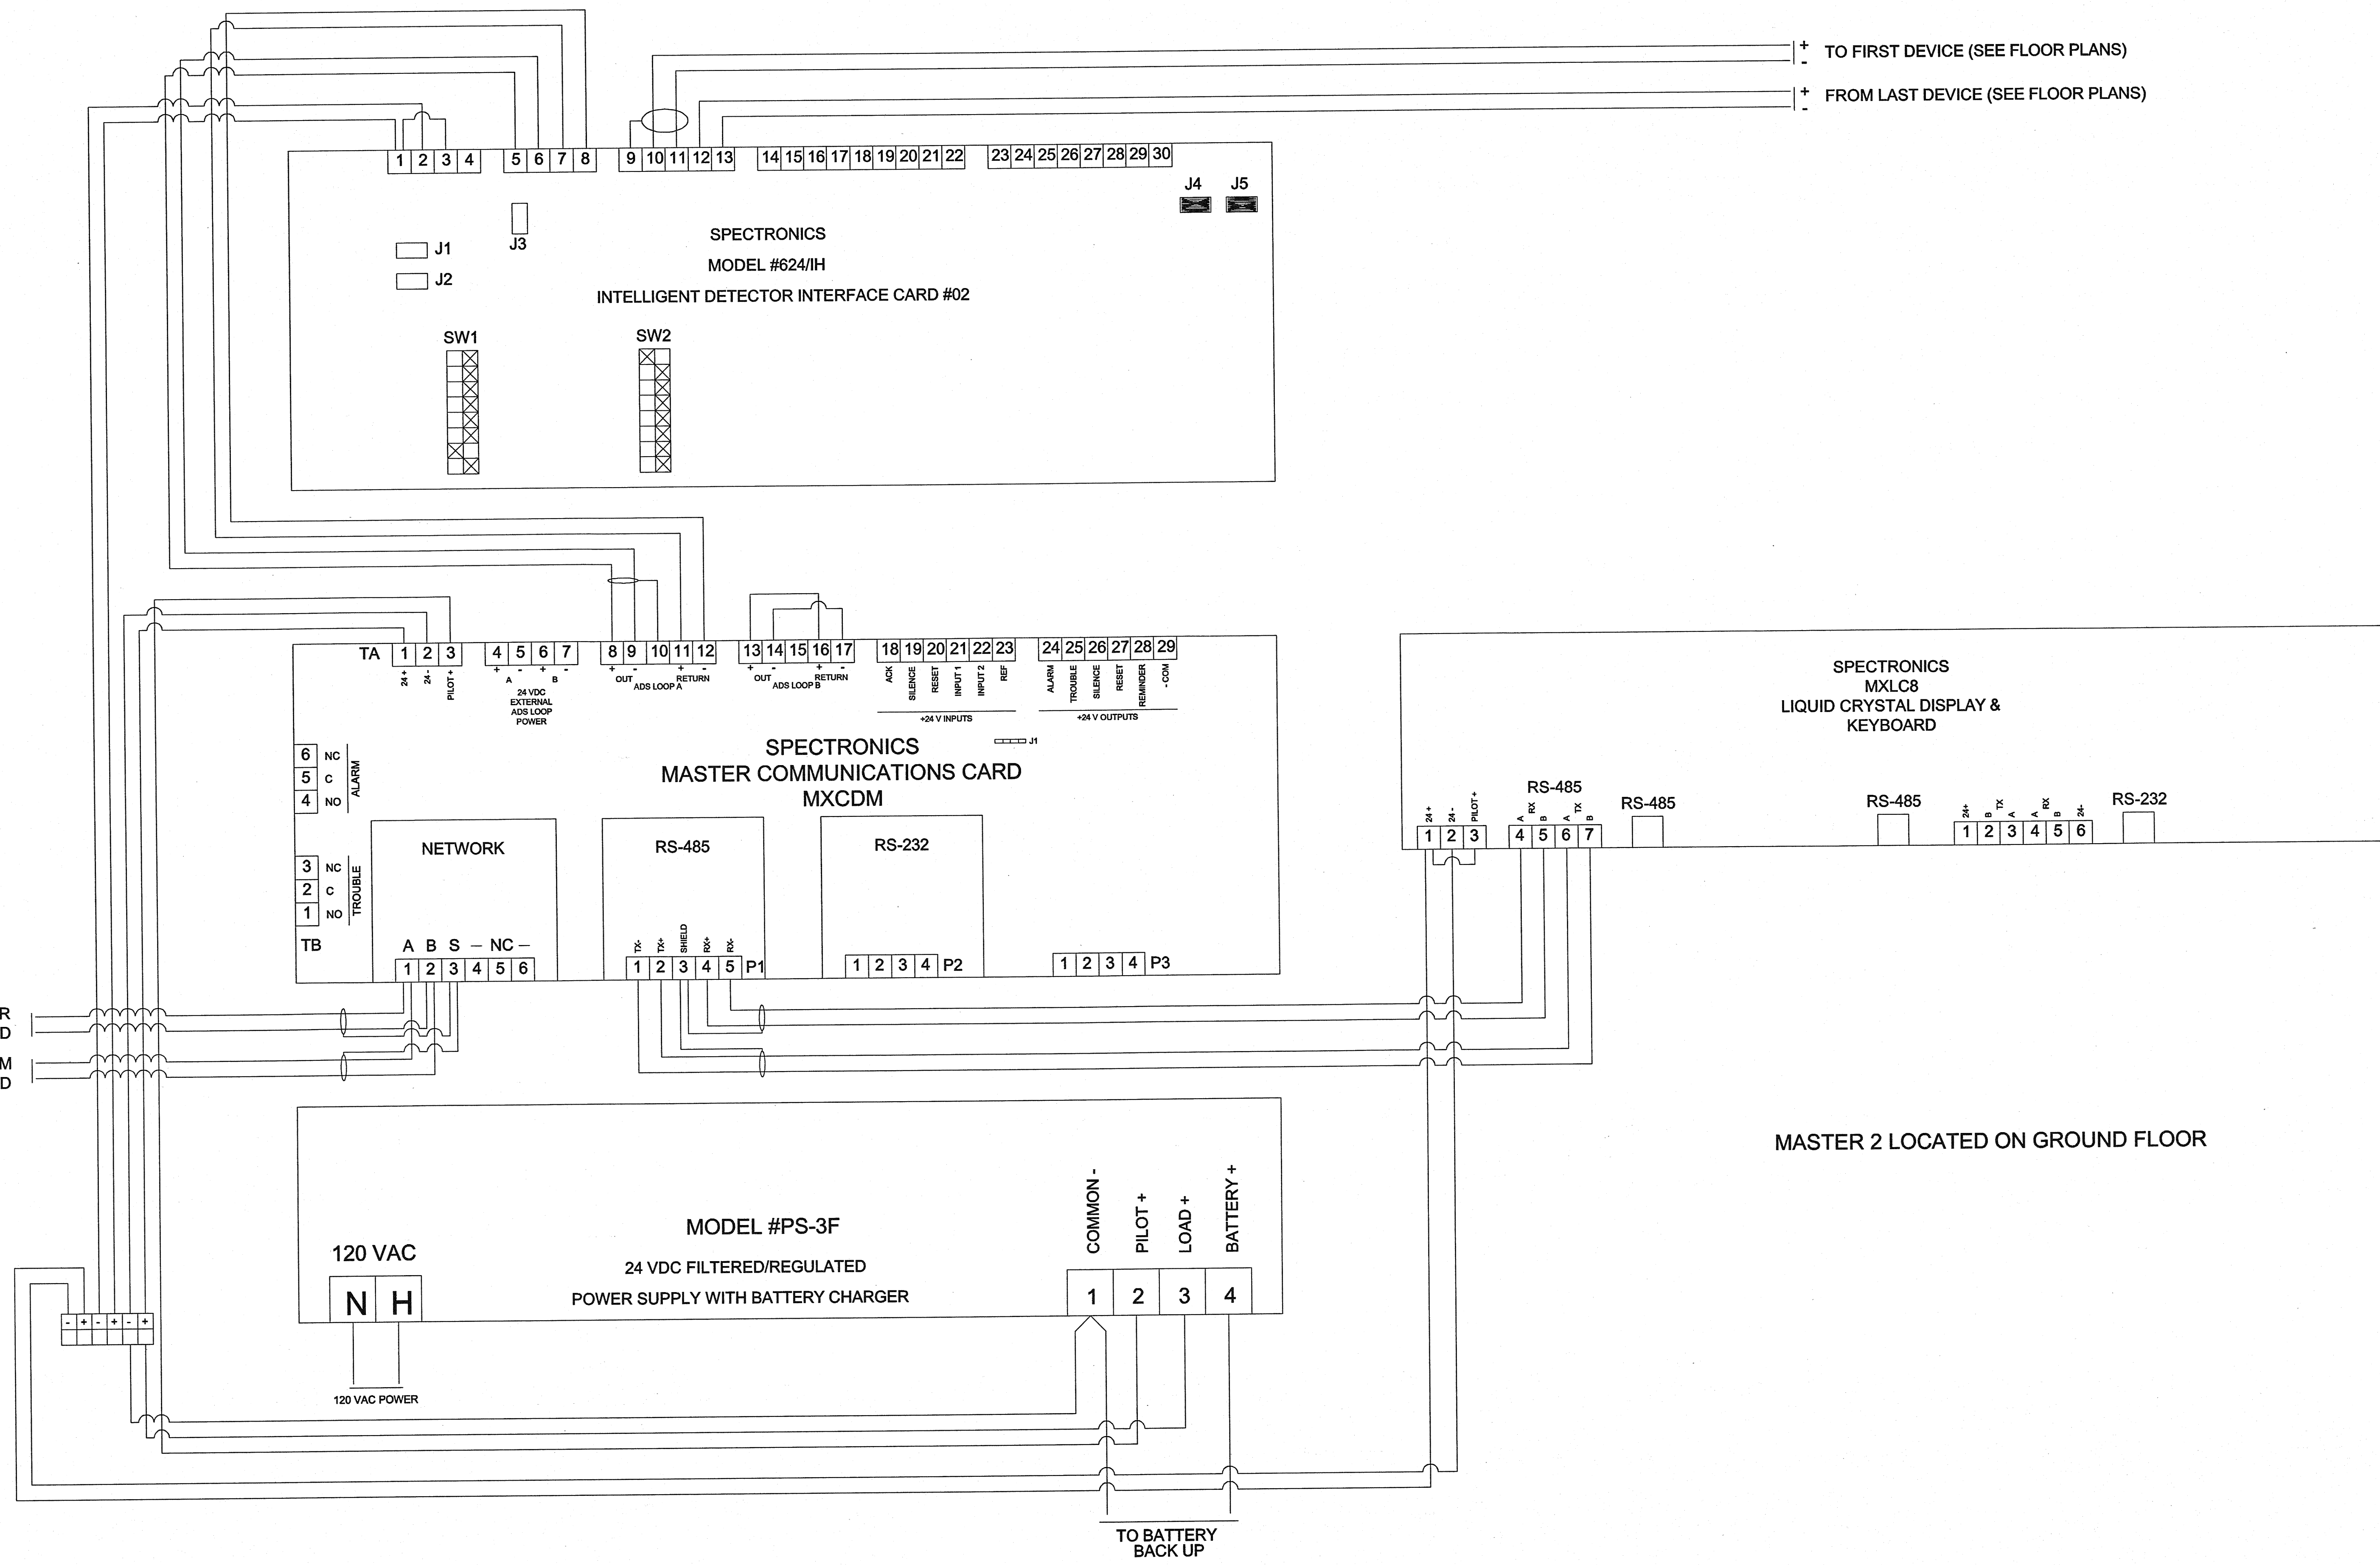 + TO FIRST DEVICE (SEE FLOOR PLANS)
-
+ FROM LAST DEVICE (SEE FLOOR PLANS)
-
1 2 3 4 5 6 7 8 9 10 11 12 13 14 15 16 17 18 19 20 21 22 23 24 25 26 27 28 29 30
J4 J5
J3
J1
J2
SPECTRONICS
MODEL #624/IH
INTELLIGENT DETECTOR INTERFACE CARD #02
SW1 SW2
TA 1 2 3 4 5 6 7 8 9 10 11 12 13 14 15 16 17 18 19 20 21 22 23 24 25 26 27 28 29
24 +
24 -
PILOT +
+ - + -
A B
24 VDC
EXTERNAL
ADS LOOP
POWER
+ - + -
OUT RETURN
ADS LOOP A
+ - + -
OUT RETURN
ADS LOOP B
ACK
SILENCE
RESET
INPUT 1
INPUT 2
REF
+24 V INPUTS
ALARM
TROUBLE
SILENCE
RESET
REMINDER
- COM
+24 V OUTPUTS
J1
SPECTRONICS
MASTER COMMUNICATIONS CARD
MXCDM
6 NC
5 C
4 NO
ALARM
3 NC
2 C
1 NO
TROUBLE
TB
NETWORK
A B S — NC —
1 2 3 4 5 6
RS-485
TX-
TX+
SHIELD
RX+
RX-
1 2 3 4 5 P1
RS-232
1 2 3 4 P2
1 2 3 4 P3
R
D
M
D
SPECTRONICS
MXLC8
LIQUID CRYSTAL DISPLAY &
KEYBOARD
24 +
24 -
PILOT +
1 2 3
RS-485
A
RX
B
A
TX
B
4 5 6 7
RS-485
RS-485
24+
B
TX
A
A
RX
B
24-
1 2 3 4 5 6
RS-232
MASTER 2 LOCATED ON GROUND FLOOR
MODEL #PS-3F
24 VDC FILTERED/REGULATED
POWER SUPPLY WITH BATTERY CHARGER
120 VAC
N H
120 VAC POWER
COMMON -
PILOT +
LOAD +
BATTERY +
1 2 3 4
- + - + - +
TO BATTERY
BACK UP